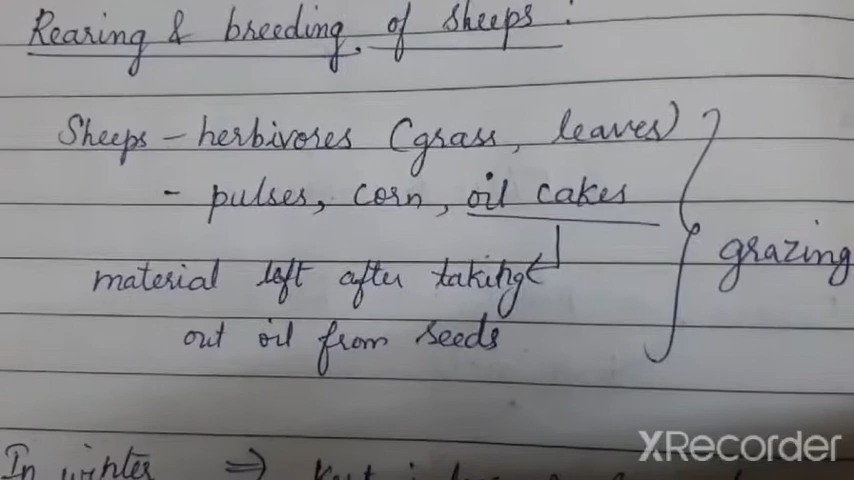 Rearing & breeding of sheeps :
Sheeps - herbivores (grass, leaves)
- pulses, corn, oil cakes
grazing
material left after taking
out oil from seeds
In winter ⇒
XRecorder